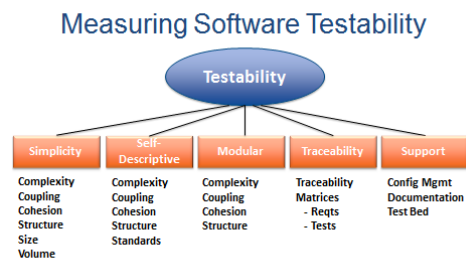 Measuring Software Testability
Testability
Simplicity
Self-
Descriptive
Modular
Traceability
Support
Complexity
Coupling
Cohesion
Structure
Size
Volume
Complexity
Coupling
Cohesion
Structure
Standards
Complexity
Coupling
Cohesion
Structure
Traceability
Matrices
- Reqts
- Tests
Config Mgmt
Documentation
Test Bed